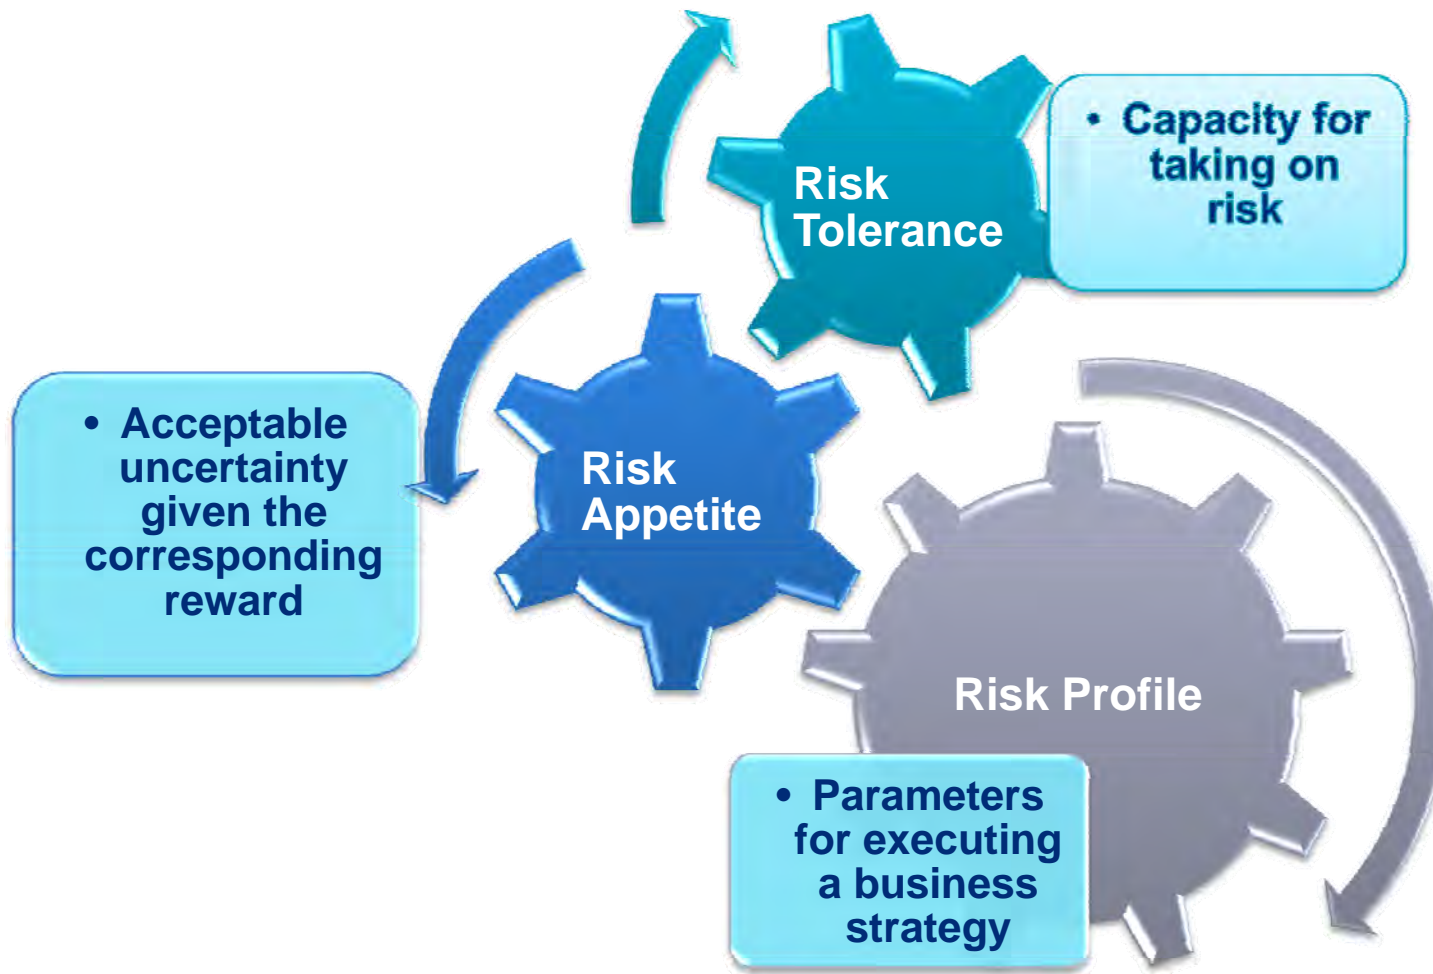 Risk
Tolerance
• Capacity for
taking on
risk
Risk
Appetite
• Acceptable
uncertainty
given the
corresponding
reward
Risk Profile
• Parameters
for executing
a business
strategy